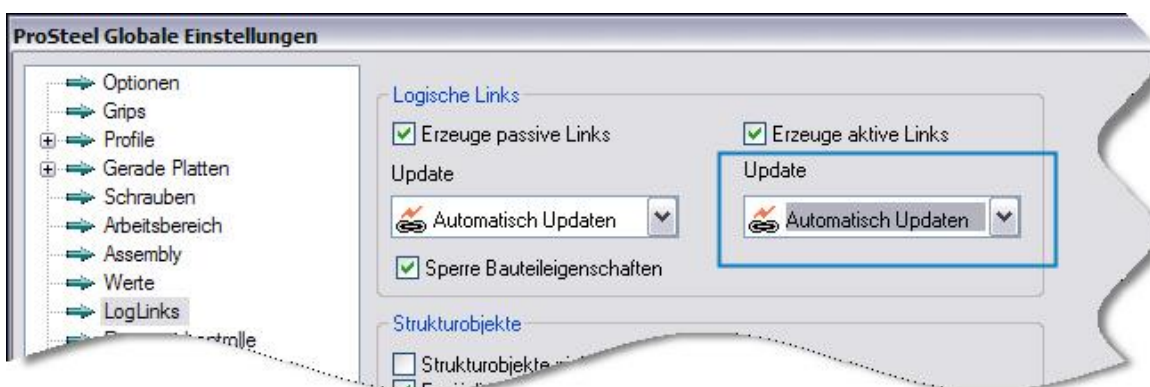 ProSteel Globale Einstellungen
Optionen
Grips
Profile
Gerade Platten
Schrauben
Arbeitsbereich
Assembly
Werte
LogLinks
Logische Links
Erzeuge passive Links
Erzeuge aktive Links
Update
Update
Automatisch Updaten
Automatisch Updaten
Sperre Bauteileigenschaften
Strukturobjekte
Strukturobjekte